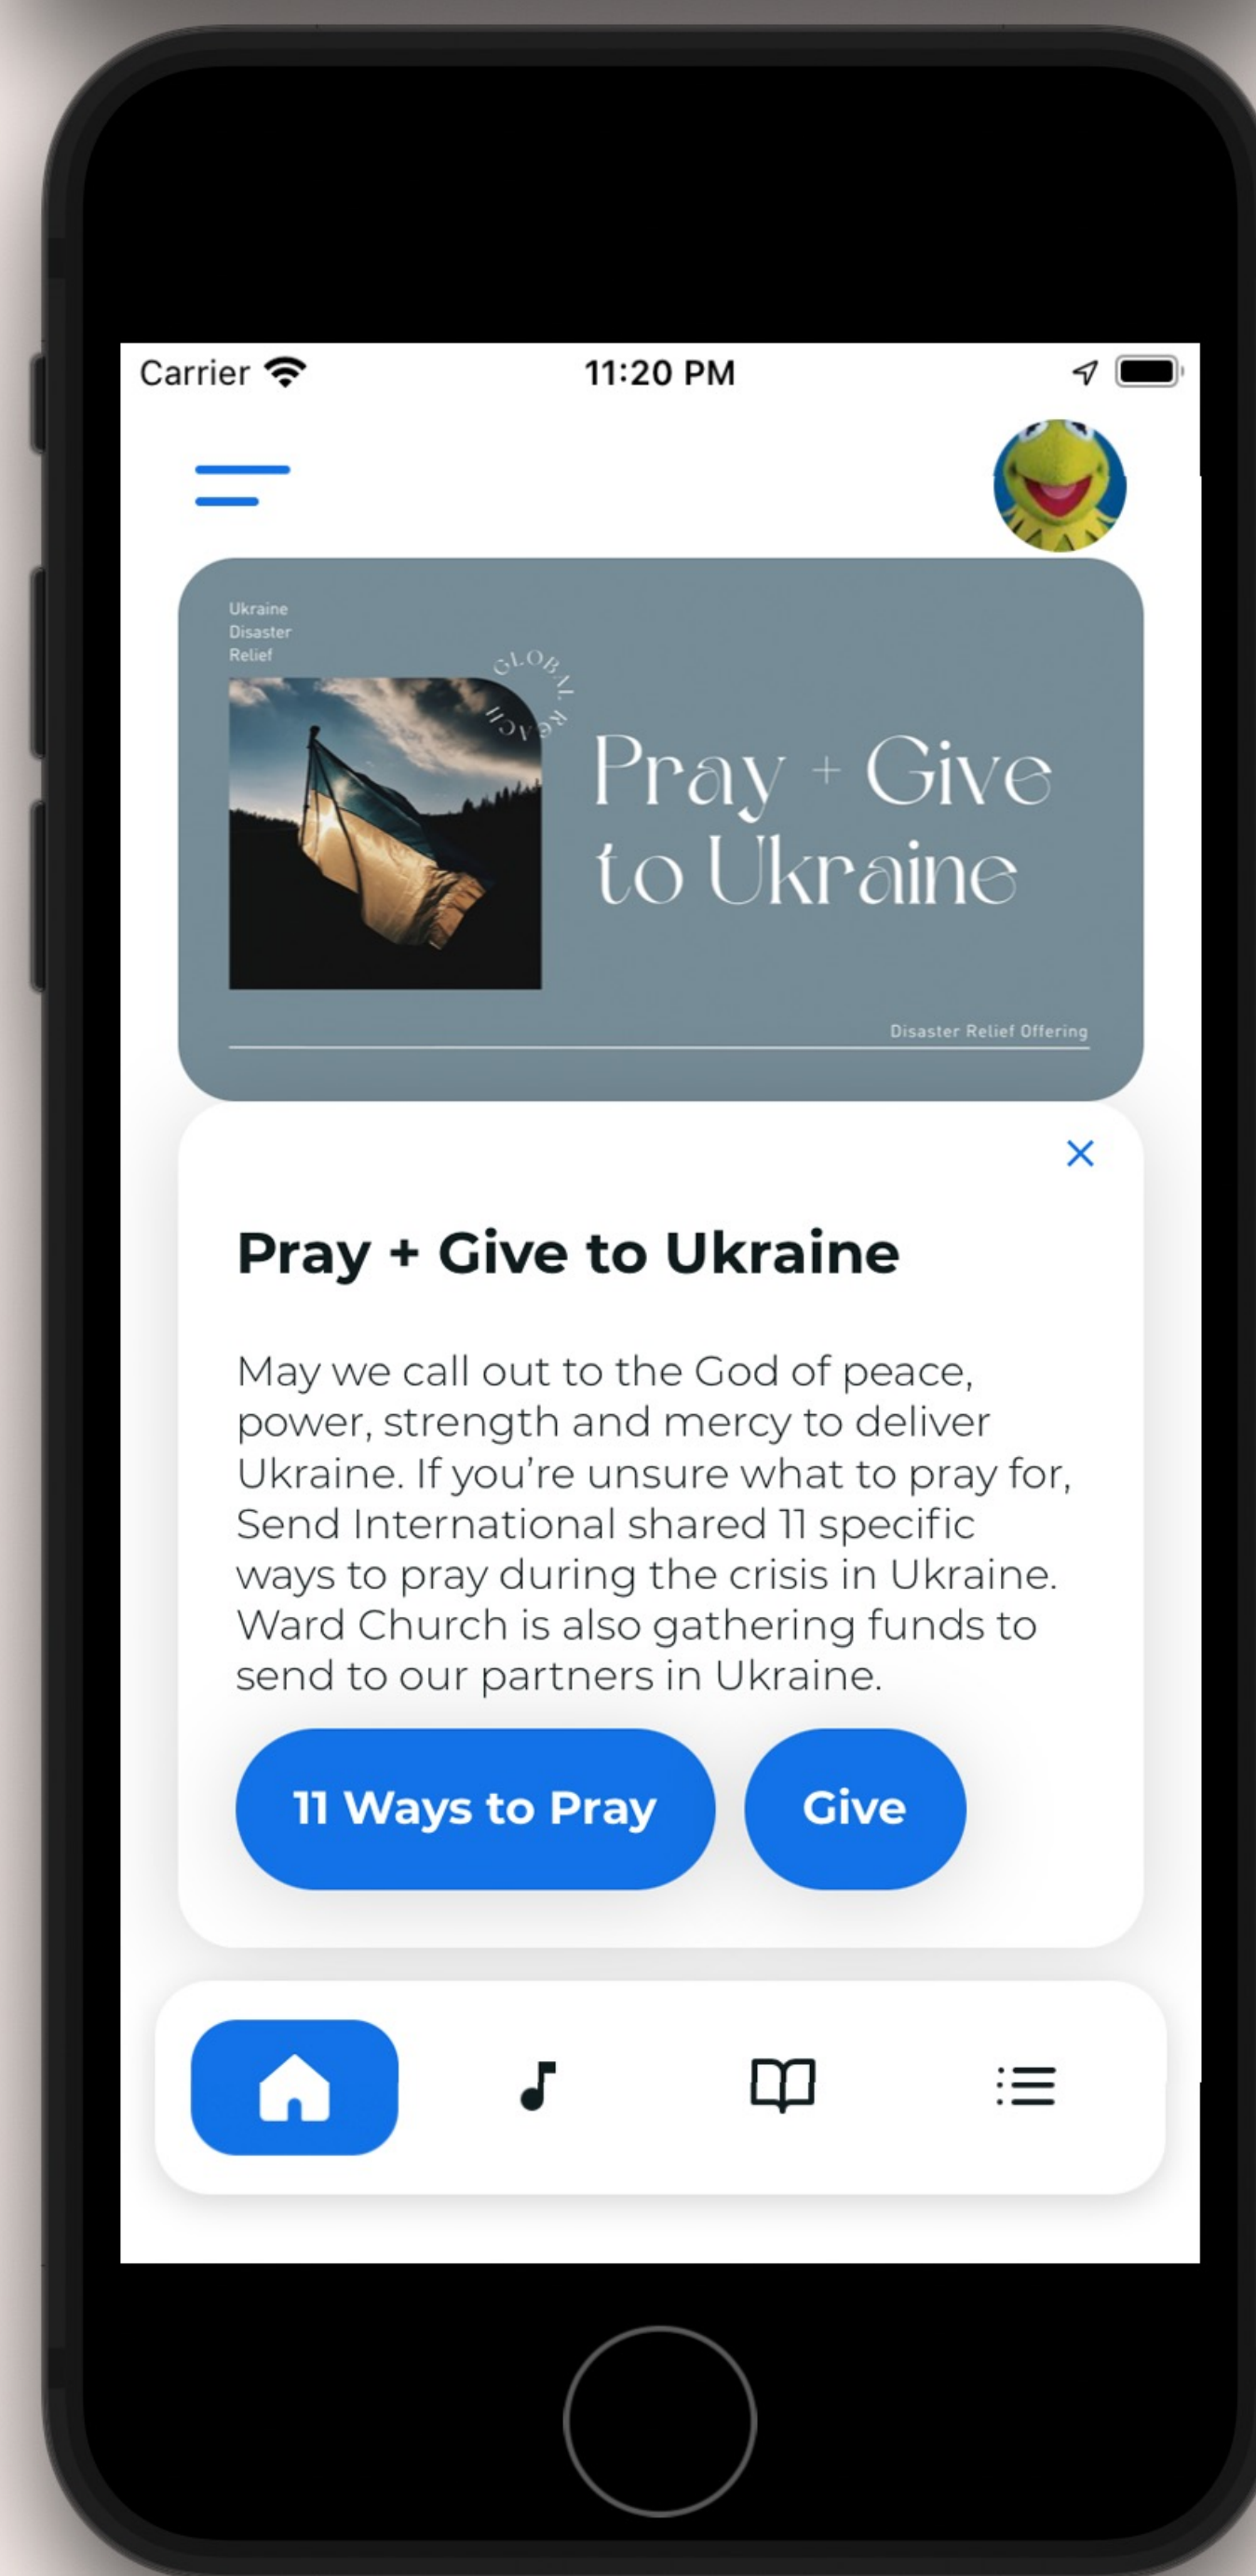 Carrier
11:20 PM
Ukraine
Disaster
Relief
GLOBAL REACH
Pray + Give
to Ukraine
Disaster Relief Offering
Pray + Give to Ukraine
May we call out to the God of peace,
power, strength and mercy to deliver
Ukraine. If you’re unsure what to pray for,
Send International shared 11 specific
ways to pray during the crisis in Ukraine.
Ward Church is also gathering funds to
send to our partners in Ukraine.
11 Ways to Pray
Give